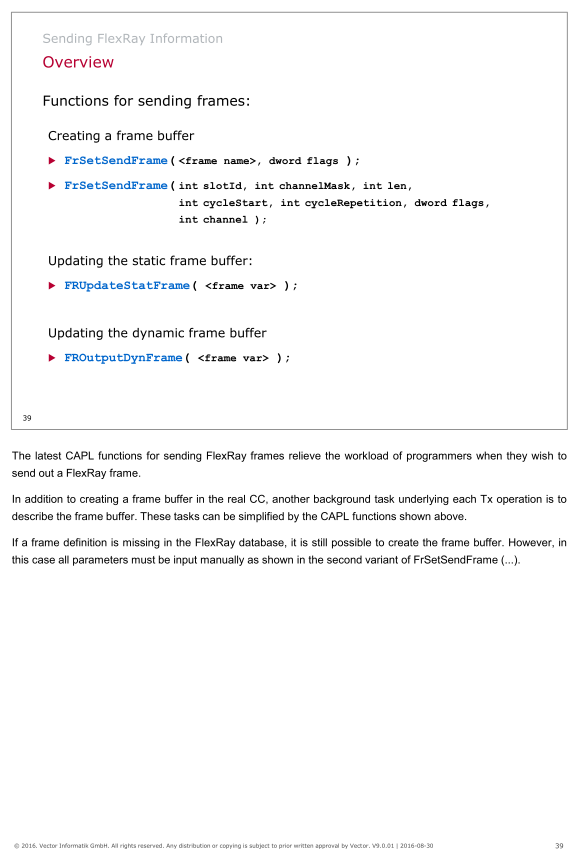 Sending FlexRay Information
Overview
Functions for sending frames:
Creating a frame buffer
FrSetSendFrame( <frame name>, dword flags );
FrSetSendFrame( int slotId, int channelMask, int len,
int cycleStart, int cycleRepetition, dword flags,
int channel );
Updating the static frame buffer:
FRUpdateStatFrame( <frame var> );
Updating the dynamic frame buffer
FROutputDynFrame( <frame var> );
39
The latest CAPL functions for sending FlexRay frames relieve the workload of programmers when they wish to
send out a FlexRay frame.
In addition to creating a frame buffer in the real CC, another background task underlying each Tx operation is to
describe the frame buffer. These tasks can be simplified by the CAPL functions shown above.
If a frame definition is missing in the FlexRay database, it is still possible to create the frame buffer. However, in
this case all parameters must be input manually as shown in the second variant of FrSetSendFrame (...).
© 2016. Vector Informatik GmbH. All rights reserved. Any distribution or copying is subject to prior written approval by Vector. V9.0.01 | 2016-08-30
39